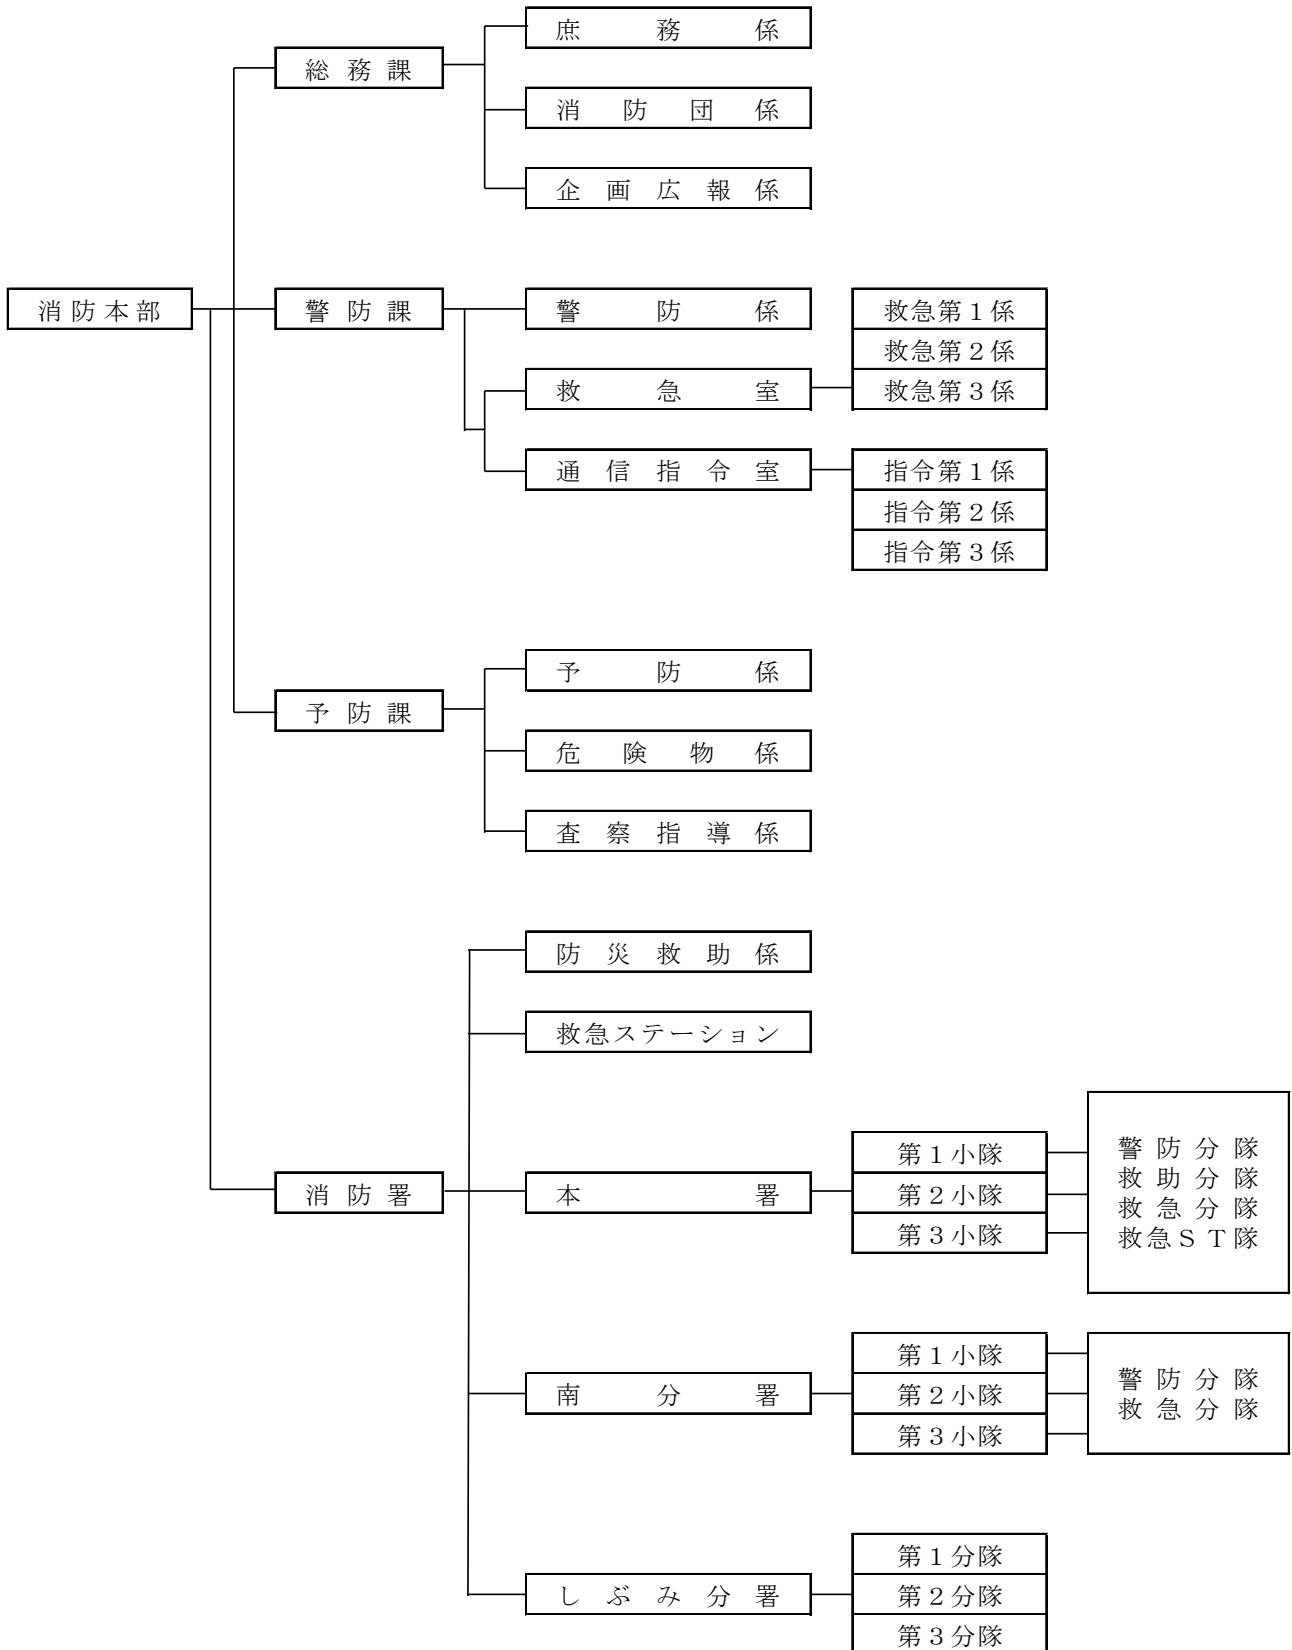 庶務係
総務課
消防団係
企画広報係
消防本部
警防課
警防係
救急第１係
救急第２係
救急室
救急第３係
通信指令室
指令第１係
指令第２係
指令第３係
予防係
予防課
危険物係
査察指導係
防災救助係
救急ステーション
消防署
本署
第１小隊
第２小隊
第３小隊
警防分隊
救助分隊
救急分隊
救急ＳＴ隊
南分署
第１小隊
第２小隊
第３小隊
警防分隊
救急分隊
しぶみ分署
第１分隊
第２分隊
第３分隊